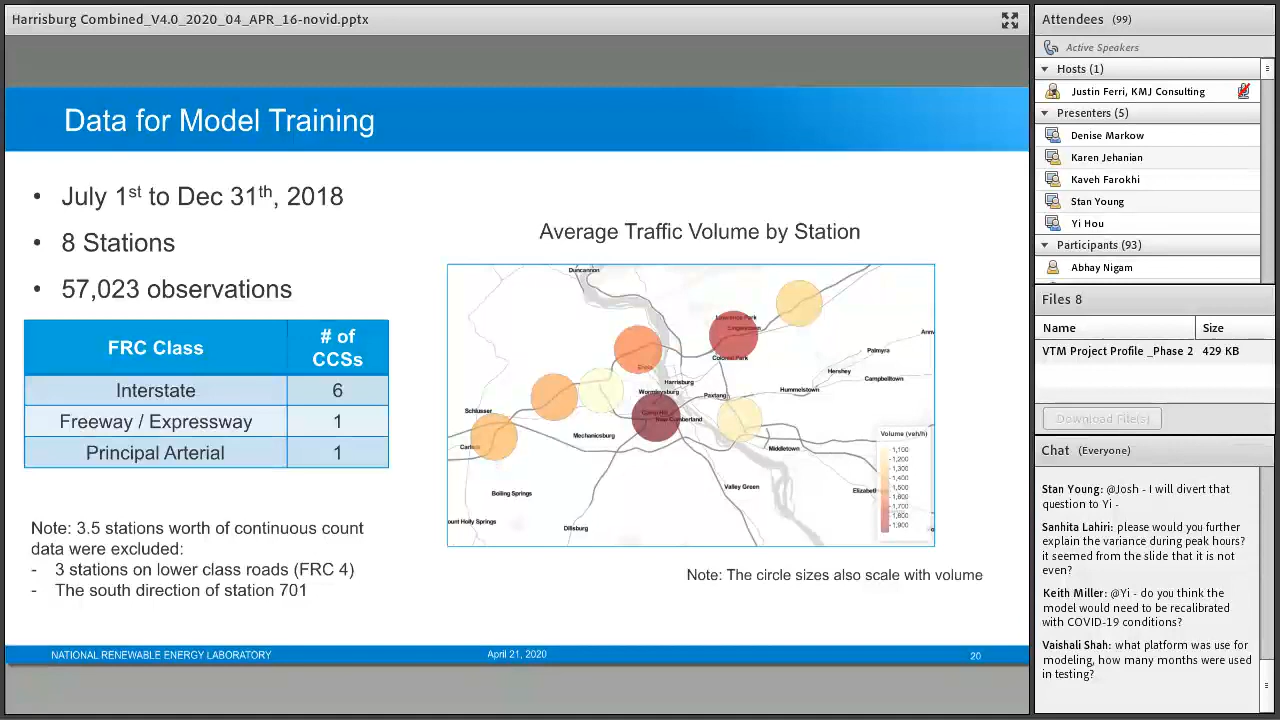 Harrisburg Combined_V4.0_2020_04_APR_16-novid.pptx
Data for Model Training
• July 1st to Dec 31th, 2018
• 8 Stations
• 57,023 observations
FRC Class
# of
CCSs
Interstate
6
Freeway / Expressway
1
Principal Arterial
1
Note: 3.5 stations worth of continuous count
data were excluded:
- 3 stations on lower class roads (FRC 4)
- The south direction of station 701
Average Traffic Volume by Station
Duncannon
Colonial Park
Harrisburg
Wormleysburg
Paxtang
New Cumberland
Schlusser
Mechanicsburg
Boiling Springs
ount Holly Springs
Dillsburg
Valley Green
Middletown
Elizabeth
Hummelstown
Hershey
Palmyra
Campbelltown
Annv
Volume (veh/h)
1,100
1,200
1,300
1,400
1,500
1,600
1,700
1,800
1,900
Note: The circle sizes also scale with volume
NATIONAL RENEWABLE ENERGY LABORATORY
April 21, 2020
20
Attendees (99)
Active Speakers
Hosts (1)
Justin Ferri, KMJ Consulting
Presenters (5)
Denise Markow
Karen Jehanian
Kaveh Farokhi
Stan Young
Yi Hou
Participants (93)
Abhay Nigam
Files 8
Name
Size
VTM Project Profile _Phase 2
429 KB
Download File(s)
Chat (Everyone)
Stan Young: @Josh - I will divert that
question to Yi -
Sanhita Lahiri: please would you further
explain the variance during peak hours?
it seemed from the slide that it is not
even?
Keith Miller: @Yi - do you think the
model would need to be recalibrated
with COVID-19 conditions?
Vaishali Shah: what platform was use for
modeling, how many months were used
in testing?